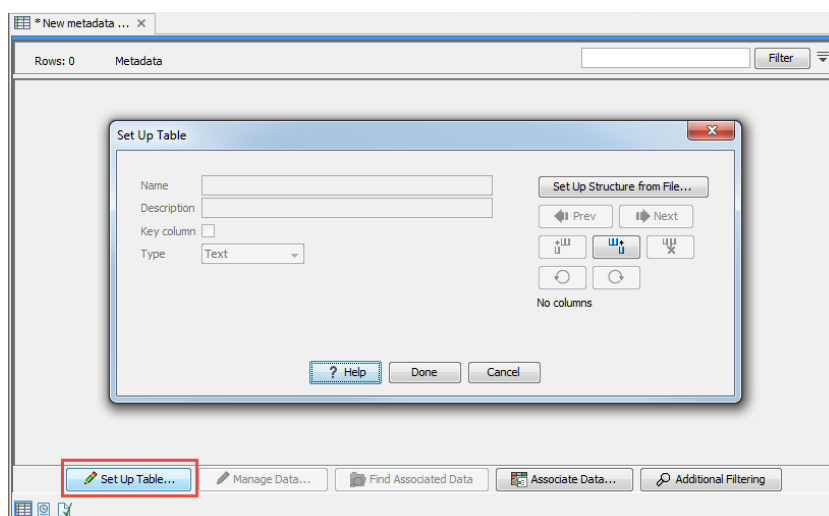 * New metadata ...
Rows: 0 Metadata Filter
Set Up Table
Name
Set Up Structure from File...
Description
Prev Next
Key column
Type Text
No columns
? Help Done Cancel
Set Up Table... Manage Data... Find Associated Data Associate Data... Additional Filtering